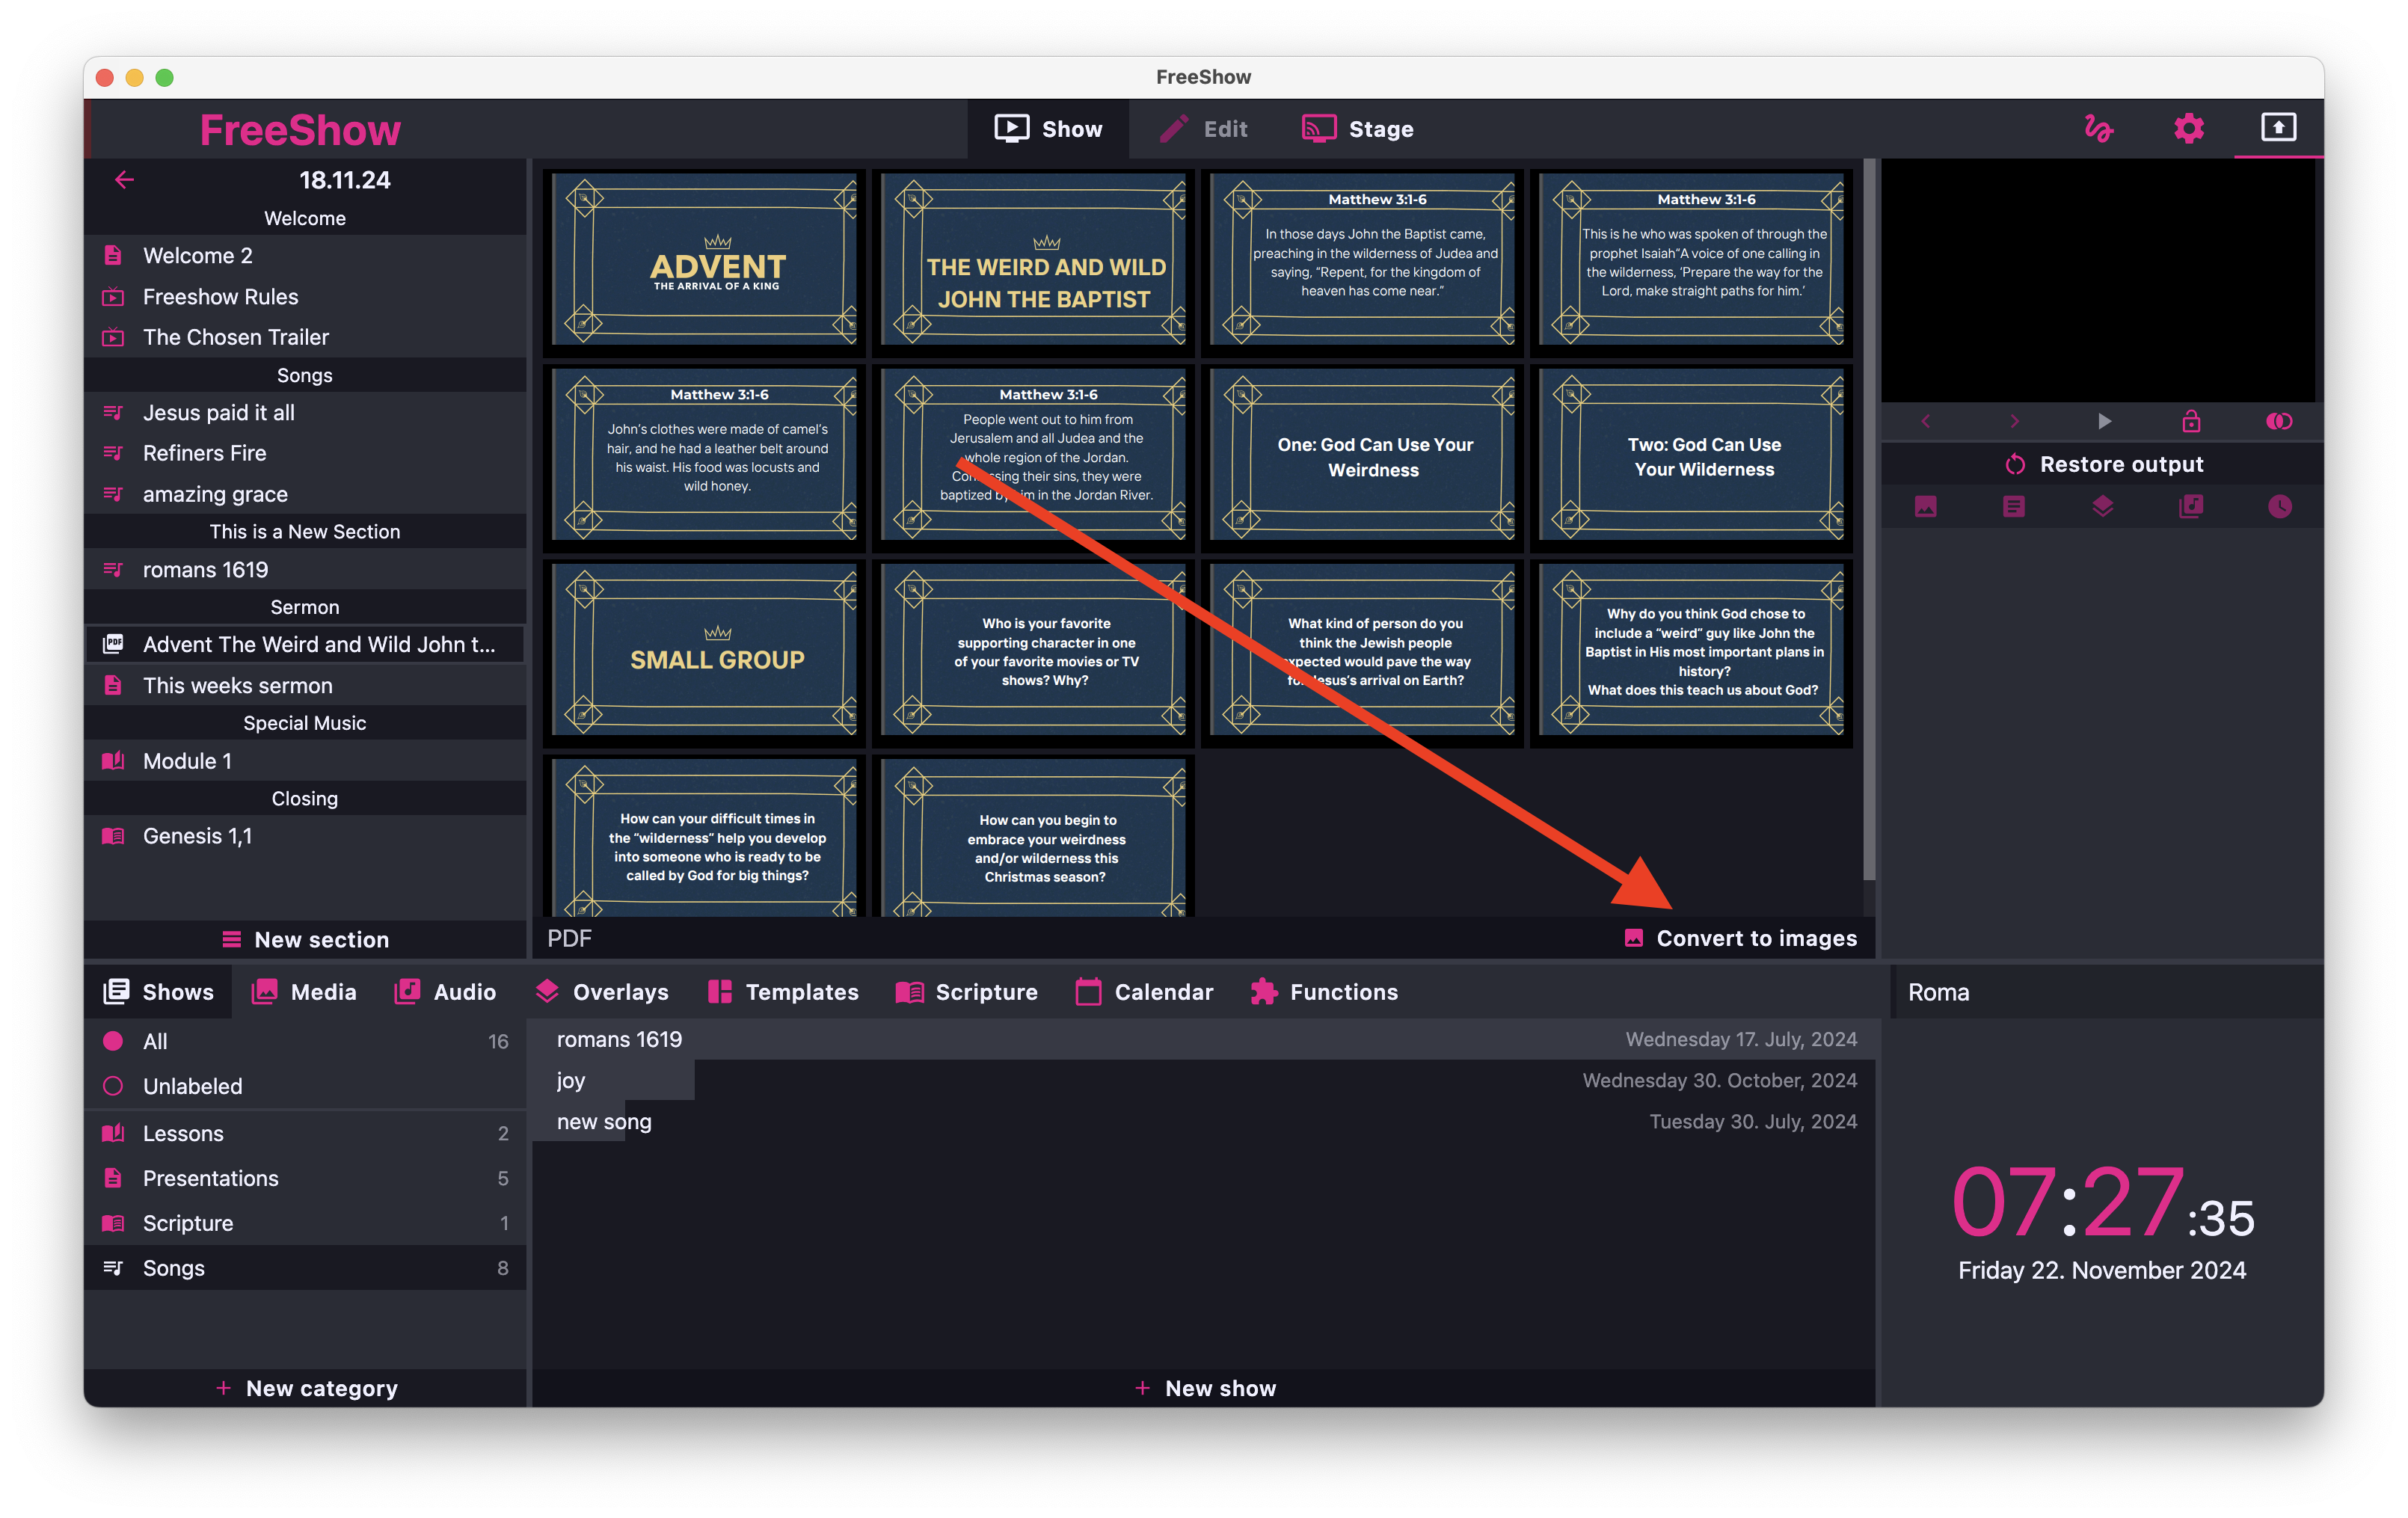 FreeShow
FreeShow
Show
Edit
Stage
18.11.24
Welcome
Welcome 2
Freeshow Rules
The Chosen Trailer
Songs
Jesus paid it all
Refiners Fire
amazing grace
This is a New Section
romans 1619
Sermon
PDF
Advent The Weird and Wild John t...
This weeks sermon
Special Music
Module 1
Closing
Genesis 1,1
New section
ADVENT
THE ARRIVAL OF A KING
THE WEIRD AND WILD
JOHN THE BAPTIST
Matthew 3:1-6
In those days John the Baptist came,
preaching in the wilderness of Judea and
saying, “Repent, for the kingdom of
heaven has come near.”
Matthew 3:1-6
This is he who was spoken of through the
prophet Isaiah“A voice of one calling in
the wilderness, ‘Prepare the way for the
Lord, make straight paths for him.’
Matthew 3:1-6
John’s clothes were made of camel’s
hair, and he had a leather belt around
his waist. His food was locusts and
wild honey.
Matthew 3:1-6
People went out to him from
Jerusalem and all Judea and the
whole region of the Jordan.
Confessing their sins, they were
baptized by him in the Jordan River.
One: God Can Use Your
Weirdness
Two: God Can Use
Your Wilderness
SMALL GROUP
Who is your favorite
supporting character in one
of your favorite movies or TV
shows? Why?
What kind of person do you
think the Jewish people
expected would pave the way
for Jesus’s arrival on Earth?
Why do you think God chose to
include a “weird” guy like John the
Baptist in His most important plans in
history?
What does this teach us about God?
How can your difficult times in
the “wilderness” help you develop
into someone who is ready to be
called by God for big things?
How can you begin to
embrace your weirdness
and/or wilderness this
Christmas season?
PDF
Convert to images
Restore output
Shows
Media
Audio
Overlays
Templates
Scripture
Calendar
Functions
All 16
Unlabeled
Lessons 2
Presentations 5
Scripture 1
Songs 8
New category
romans 1619 Wednesday 17. July, 2024
joy Wednesday 30. October, 2024
new song Tuesday 30. July, 2024
New show
Roma
07:27:35
Friday 22. November 2024